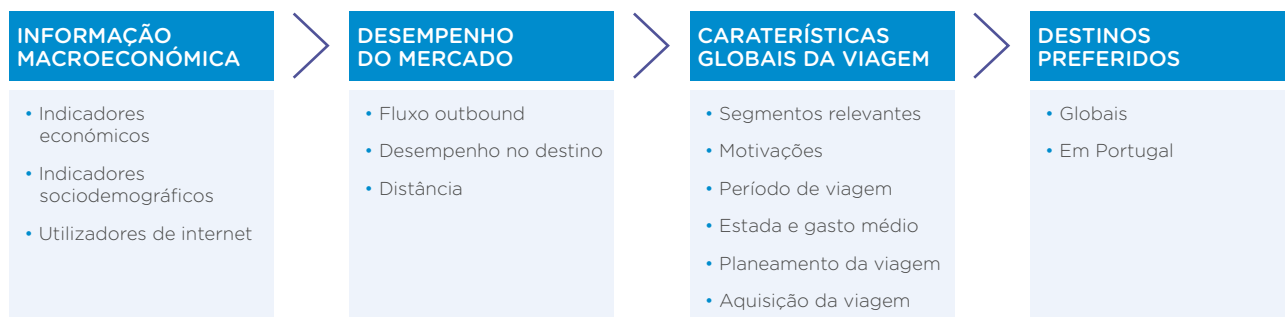 INFORMAÇÃO
MACROECONÓMICA
• Indicadores
económicos
• Indicadores
sociodemográficos
• Utilizadores de internet
DESEMPENHO
DO MERCADO
• Fluxo outbound
• Desempenho no destino
• Distância
CARATERÍSTICAS
GLOBAIS DA VIAGEM
• Segmentos relevantes
• Motivações
• Período de viagem
• Estada e gasto médio
• Planeamento da viagem
• Aquisição da viagem
DESTINOS
PREFERIDOS
• Globais
• Em Portugal